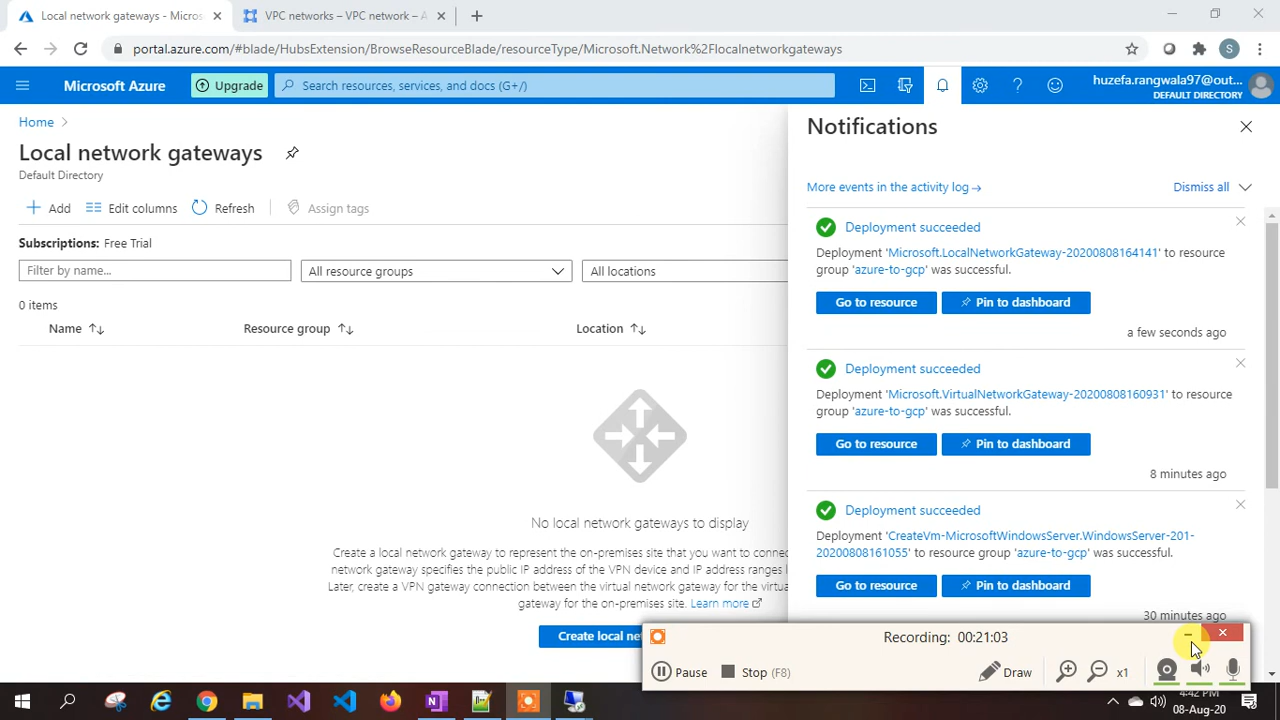 Local network gateways - Micros
VPC networks – VPC network – A
portal.azure.com/#blade/HubsExtension/BrowseResourceBlade/resourceType/Microsoft.Network%2FlocalnetworkgatewayS
S
Microsoft Azure
Upgrade
Search resources, services, and docs (G+/)
huzefa.rangwala97@out...
DEFAULT DIRECTORY
Home
Local network gateways
Default Directory
Add
Edit columns
Refresh
Assign tags
Subscriptions: Free Trial
Filter by name...
All resource groups
All locations
0 items
Name
Resource group
Location
No local network gateways to display
Create a local network gateway to represent the on-premises site that you want to conne
network gateway specifies the public IP address of the VPN device and IP address ranges l
Later, create a VPN gateway connection between the virtual network gateway for the virtua
gateway for the on-premises site. Learn more
Create local ne
Notifications
More events in the activity log →
Dismiss all
Deployment succeeded
Deployment 'Microsoft.LocalNetworkGateway-20200808164141' to resource
group 'azure-to-gcp' was successful.
Go to resource
Pin to dashboard
a few seconds ago
Deployment succeeded
Deployment 'Microsoft.VirtualNetworkGateway-20200808160931' to resource
group 'azure-to-gcp' was successful.
Go to resource
Pin to dashboard
8 minutes ago
Deployment succeeded
Deployment 'CreateVm-MicrosoftWindowsServer.WindowsServer-201-
20200808161055' to resource group 'azure-to-gcp' was successful.
Go to resource
Pin to dashboard
30 minutes ago
Recording: 00:21:03
Pause
Stop (F8)
Draw
x1
4:42 PM
08-Aug-20